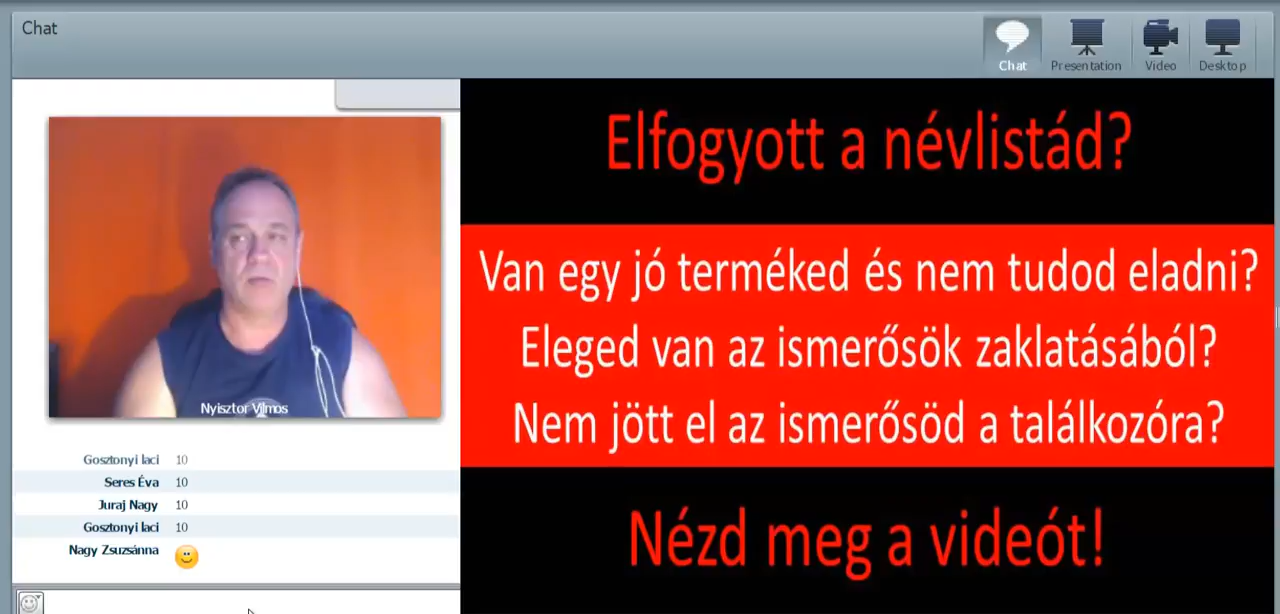 Chat
Chat
Presentation
Video
Desktop
Elfogyott a névlistád?
Van egy jó terméked és nem tudod eladni?
Eleged van az ismerősök zaklatásából?
Nem jött el az ismerősöd a találkozóra?
Nézd meg a videót!
Nyisztor Vilmos
Gosztonyi laci 10
Seres Éva 10
Juraj Nagy 10
Gosztonyi laci 10
Nagy Zsuzsánna